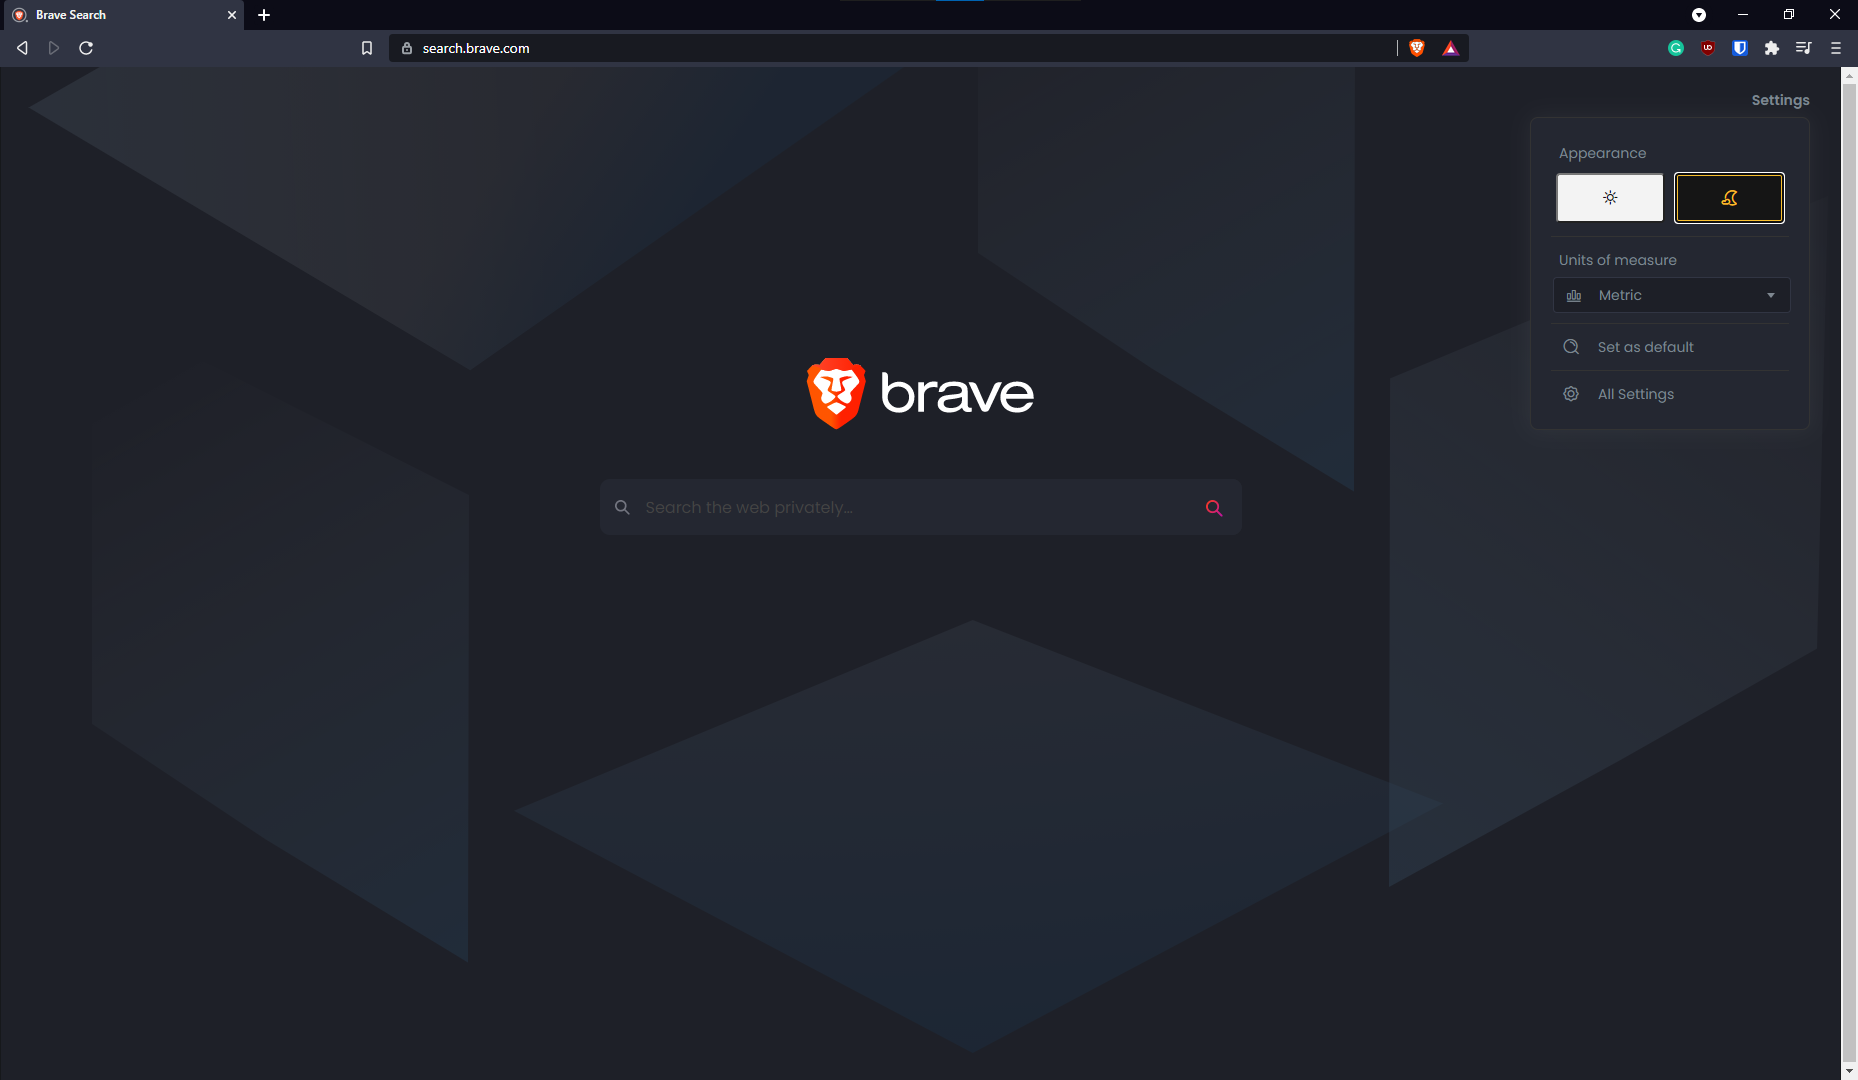 Brave Search
search.brave.com
Settings
Appearance
Units of measure
Metric
Set as default
All Settings
brave
Search the web privately...